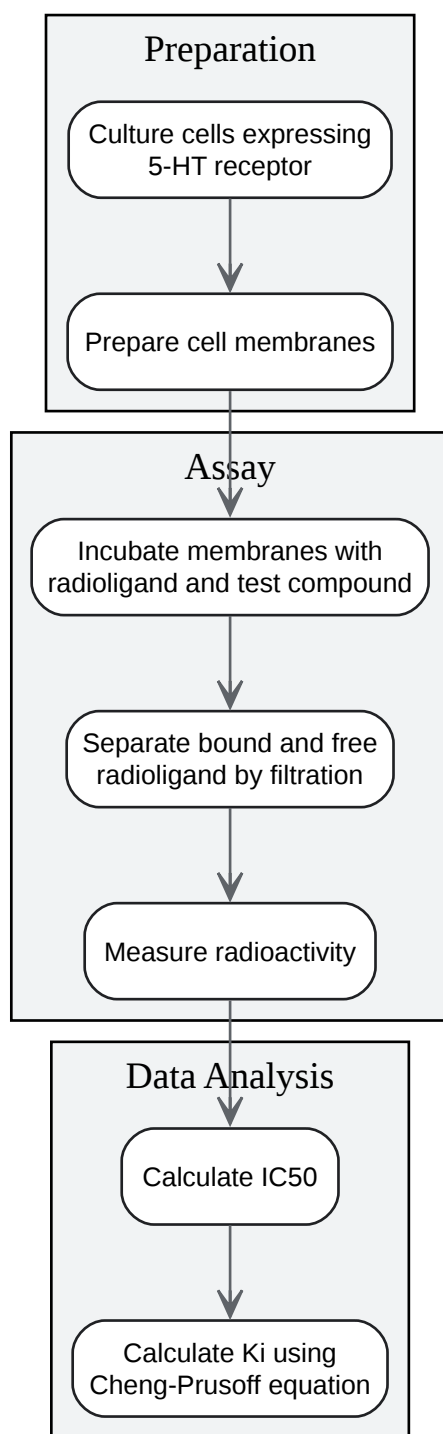 Preparation
Culture cells expressing
5-HT receptor
Prepare cell membranes
Assay
Incubate membranes with
radioligand and test compound
Separate bound and free
radioligand by filtration
Measure radioactivity
Data Analysis
Calculate IC50
Calculate Ki using
Cheng-Prusoff equation